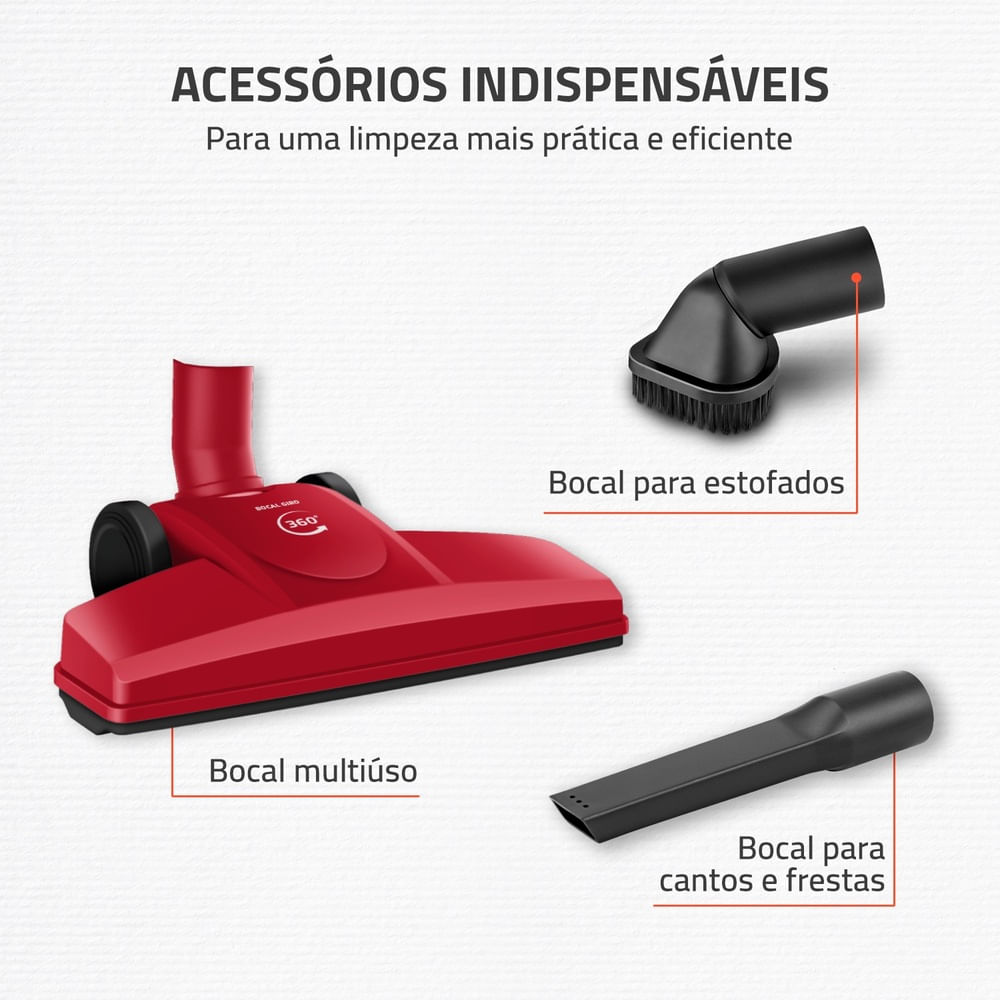 ACESSÓRIOS INDISPENSÁVEIS
Para uma limpeza mais prática e eficiente
Bocal para estofados
BOCAL GIRO
360°
Bocal multiúso
Bocal para
cantos e frestas